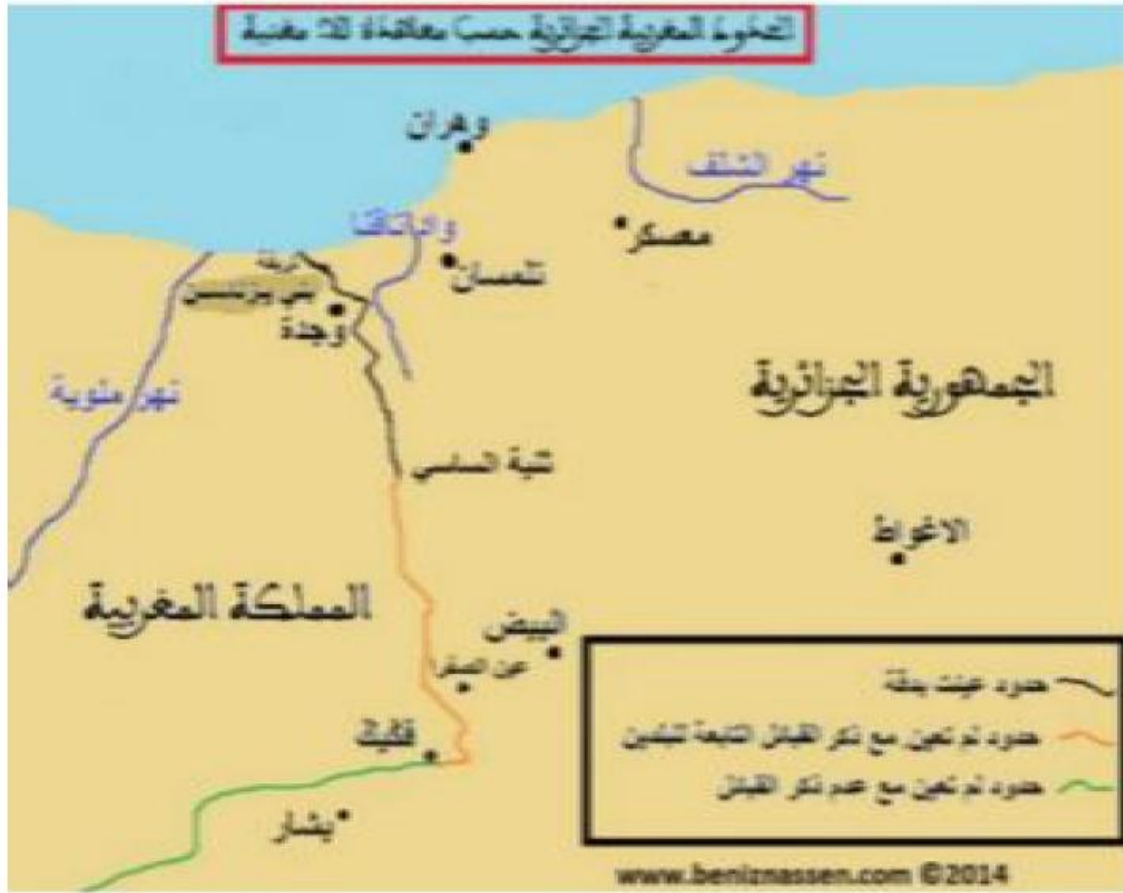 الحدود المغربية الجزائرية حسب معاهدة للا مغنية
وهران
نهر الشلف
معسكر
واد تافنا
تلمسان
بني يزناسن
وجدة
نهر ملوية
الجمهورية الجزائرية
ثنية الساسي
الاغواط
المملكة المغربية
البيض
عين الصفرا
فكيك
بشار
حدود عينت بدقة
حدود لم تعين مع ذكر القبائل التابعة للبلدين
حدود لم تعين مع عدم ذكر القبائل
www.beniznassen.com ©2014